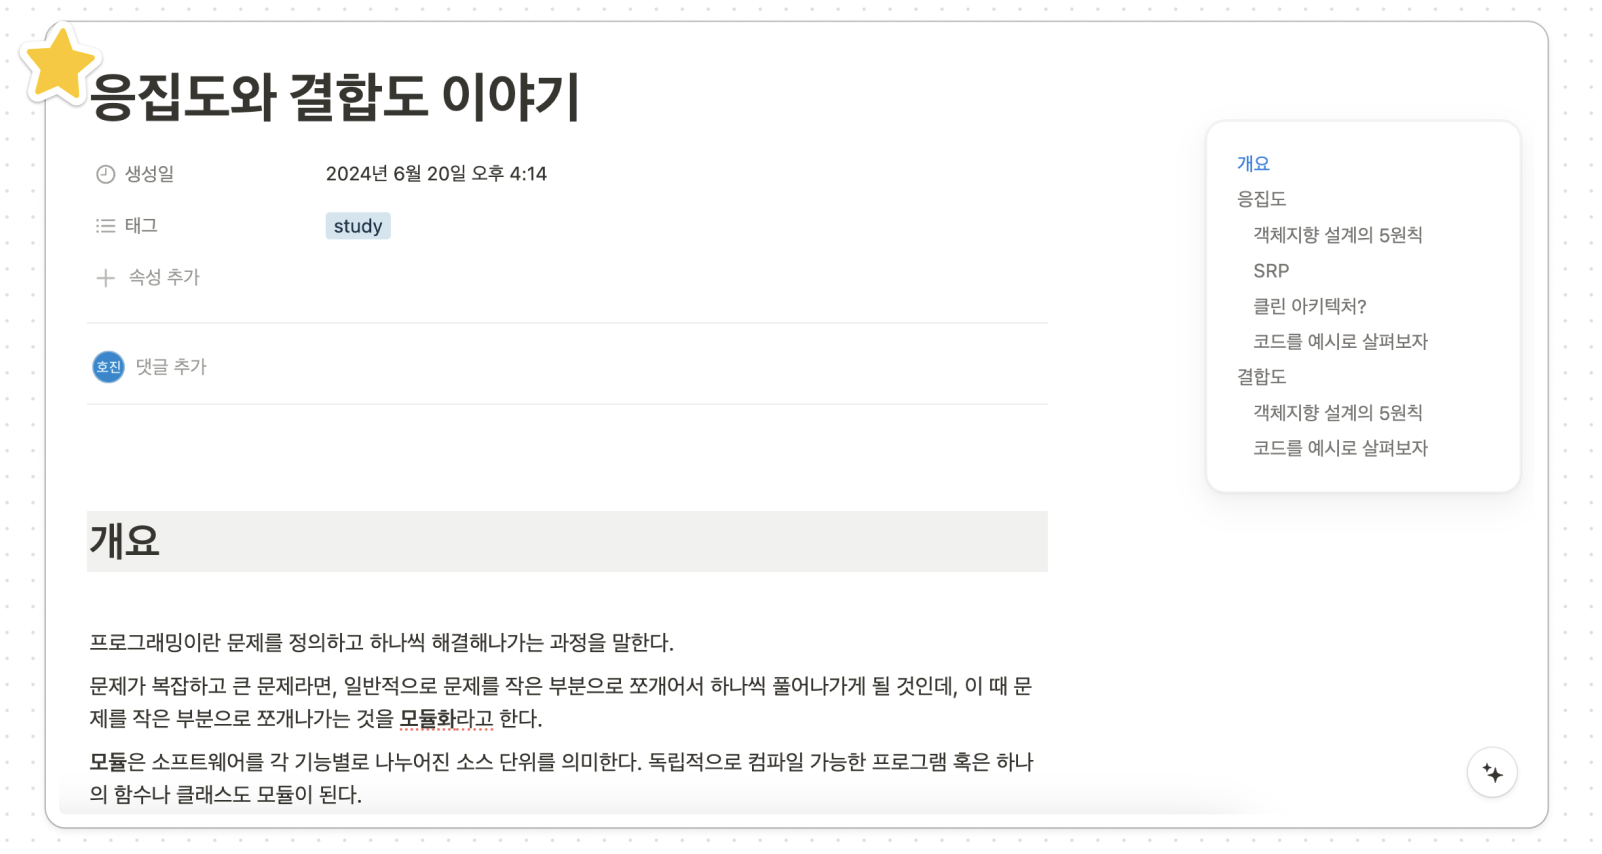 응집도와 결합도 이야기
생성일 2024년 6월 20일 오후 4:14
태그 study
속성 추가
호진 댓글 추가
개요
프로그래밍이란 문제를 정의하고 하나씩 해결해나가는 과정을 말한다.
문제가 복잡하고 큰 문제라면, 일반적으로 문제를 작은 부분으로 쪼개어서 하나씩 풀어나가게 될 것인데, 이 때 문
제를 작은 부분으로 쪼개나가는 것을 모듈화라고 한다.
모듈은 소프트웨어를 각 기능별로 나누어진 소스 단위를 의미한다. 독립적으로 컴파일 가능한 프로그램 혹은 하나
의 함수나 클래스도 모듈이 된다.
개요
응집도
객체지향 설계의 5원칙
SRP
클린 아키텍처?
코드를 예시로 살펴보자
결합도
객체지향 설계의 5원칙
코드를 예시로 살펴보자